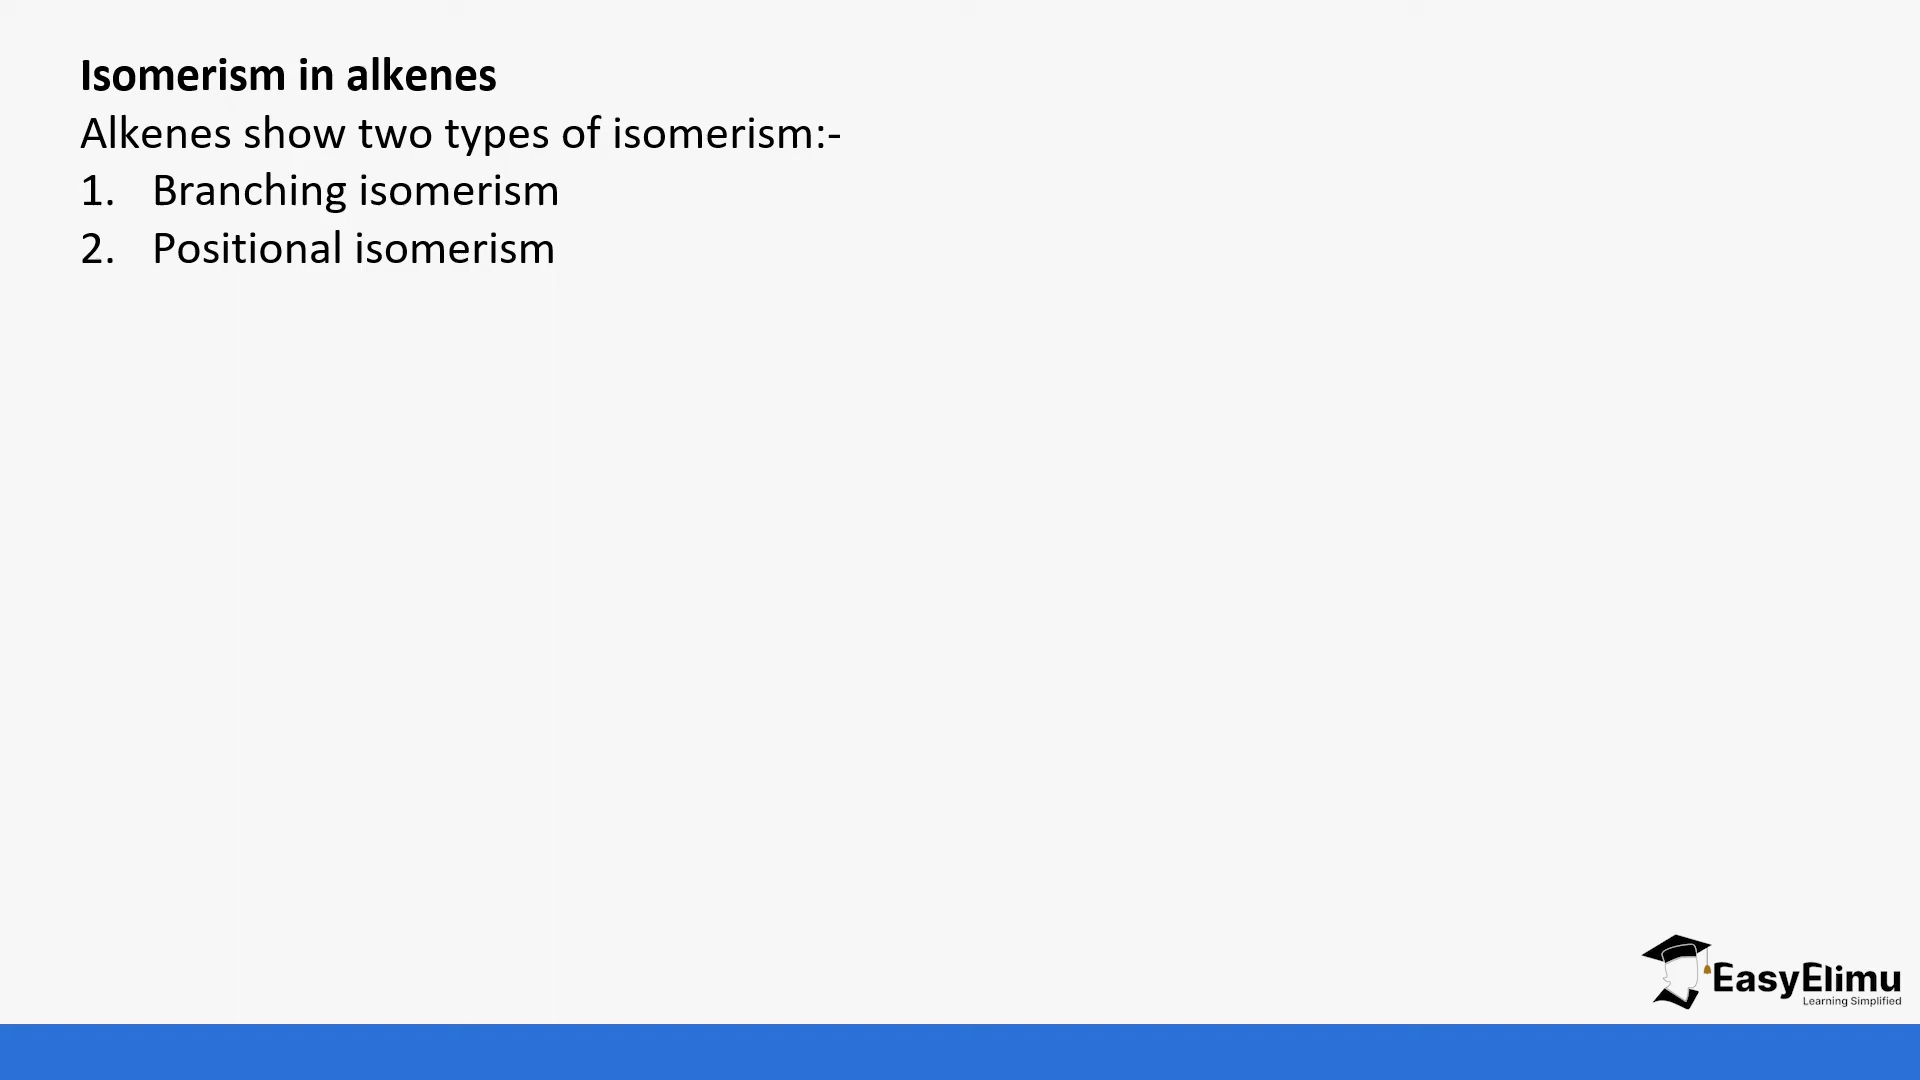 Isomerism in alkenes
Alkenes show two types of isomerism:-
1. Branching isomerism
2. Positional isomerism
EasyElimu
Learning Simplified